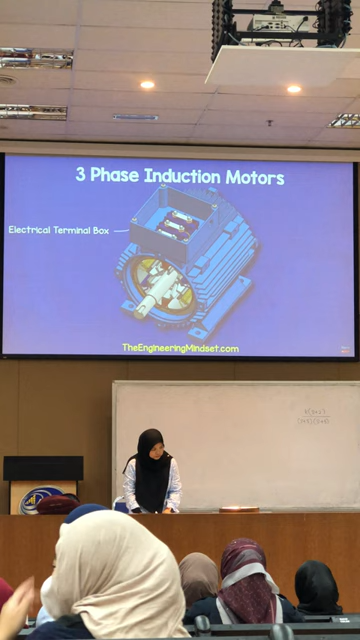 3 Phase Induction Motors
Electrical Terminal Box
TheEngineeringMindset.com